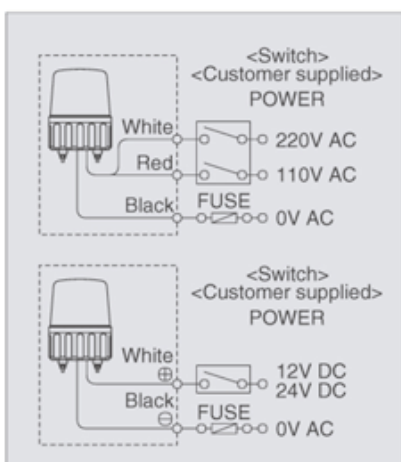 <Switch>
<Customer supplied>
POWER
White
220V AC
Red
110V AC
Black
FUSE
0V AC
<Switch>
<Customer supplied>
POWER
White
⊕
12V DC
24V DC
Black
⊖
FUSE
0V AC